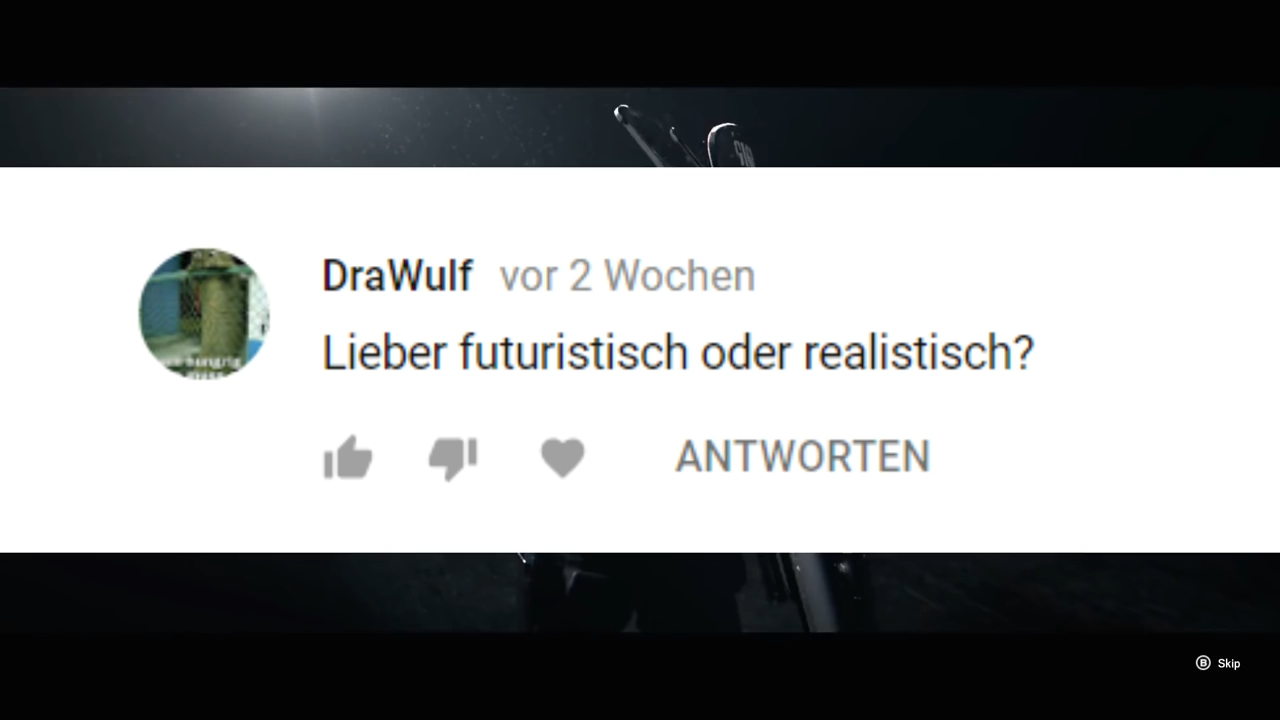 DraWulf vor 2 Wochen
Lieber futuristisch oder realistisch?
ANTWORTEN
B Skip